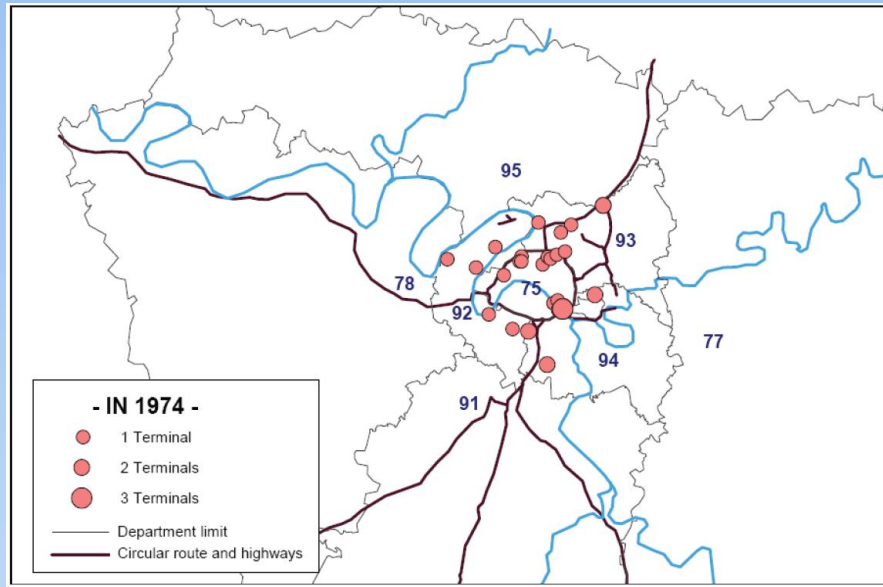 95
93
78
75
92
94
77
91
- IN 1974 -
1 Terminal
2 Terminals
3 Terminals
Department limit
Circular route and highways